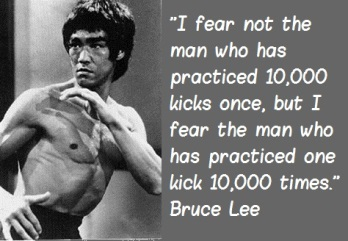 "I fear not the
man who has
practiced 10,000
kicks once, but I
fear the man who
has practiced one
kick 10,000 times."
Bruce Lee